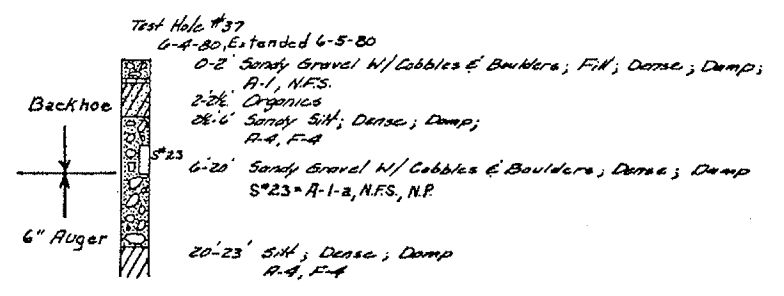 Test Hole #37
6-4-80, Extended 6-5-80
0-2' Sandy Gravel W/Cobbles & Boulders; Fill; Dense; Damp;
A-1, N.F.S.
2-2½' Organics
2½-6' Sandy Silt; Dense; Damp;
A-4, F-4
Backhoe
S#23
6'-20' Sandy Gravel W/Cobbles & Boulders; Dense; Damp
S#23 = A-1-a, N.F.S., N.P.
6" Auger
20'-23' Silt; Dense; Damp
A-4, F-4